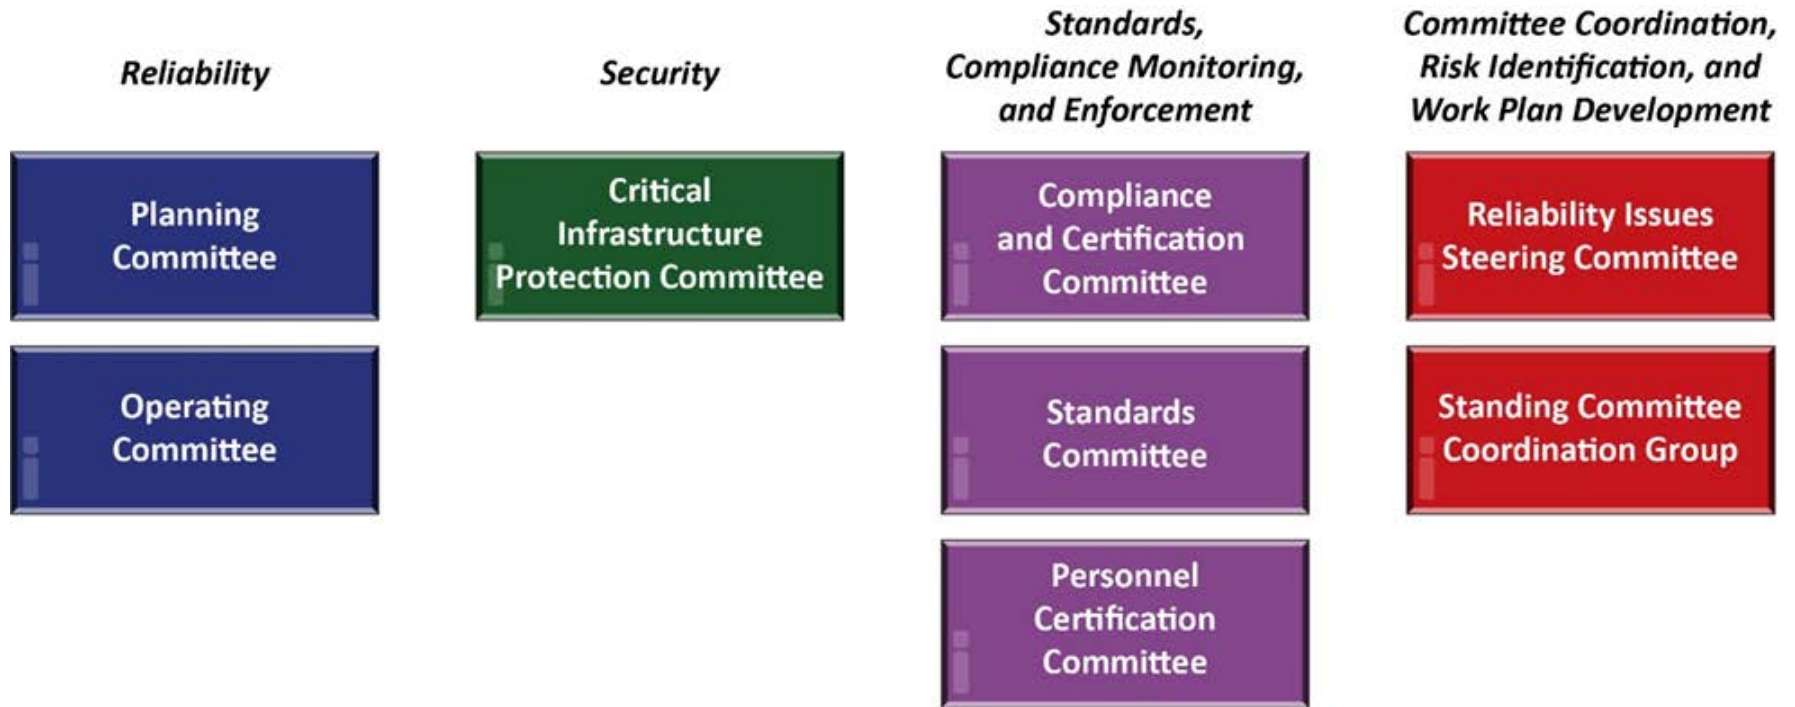 Reliability
Security
Standards,
Compliance Monitoring,
and Enforcement
Committee Coordination,
Risk Identification, and
Work Plan Development
Planning
Committee
Operating
Committee
Critical
Infrastructure
Protection Committee
Compliance
and Certification
Committee
Standards
Committee
Personnel
Certification
Committee
Reliability Issues
Steering Committee
Standing Committee
Coordination Group